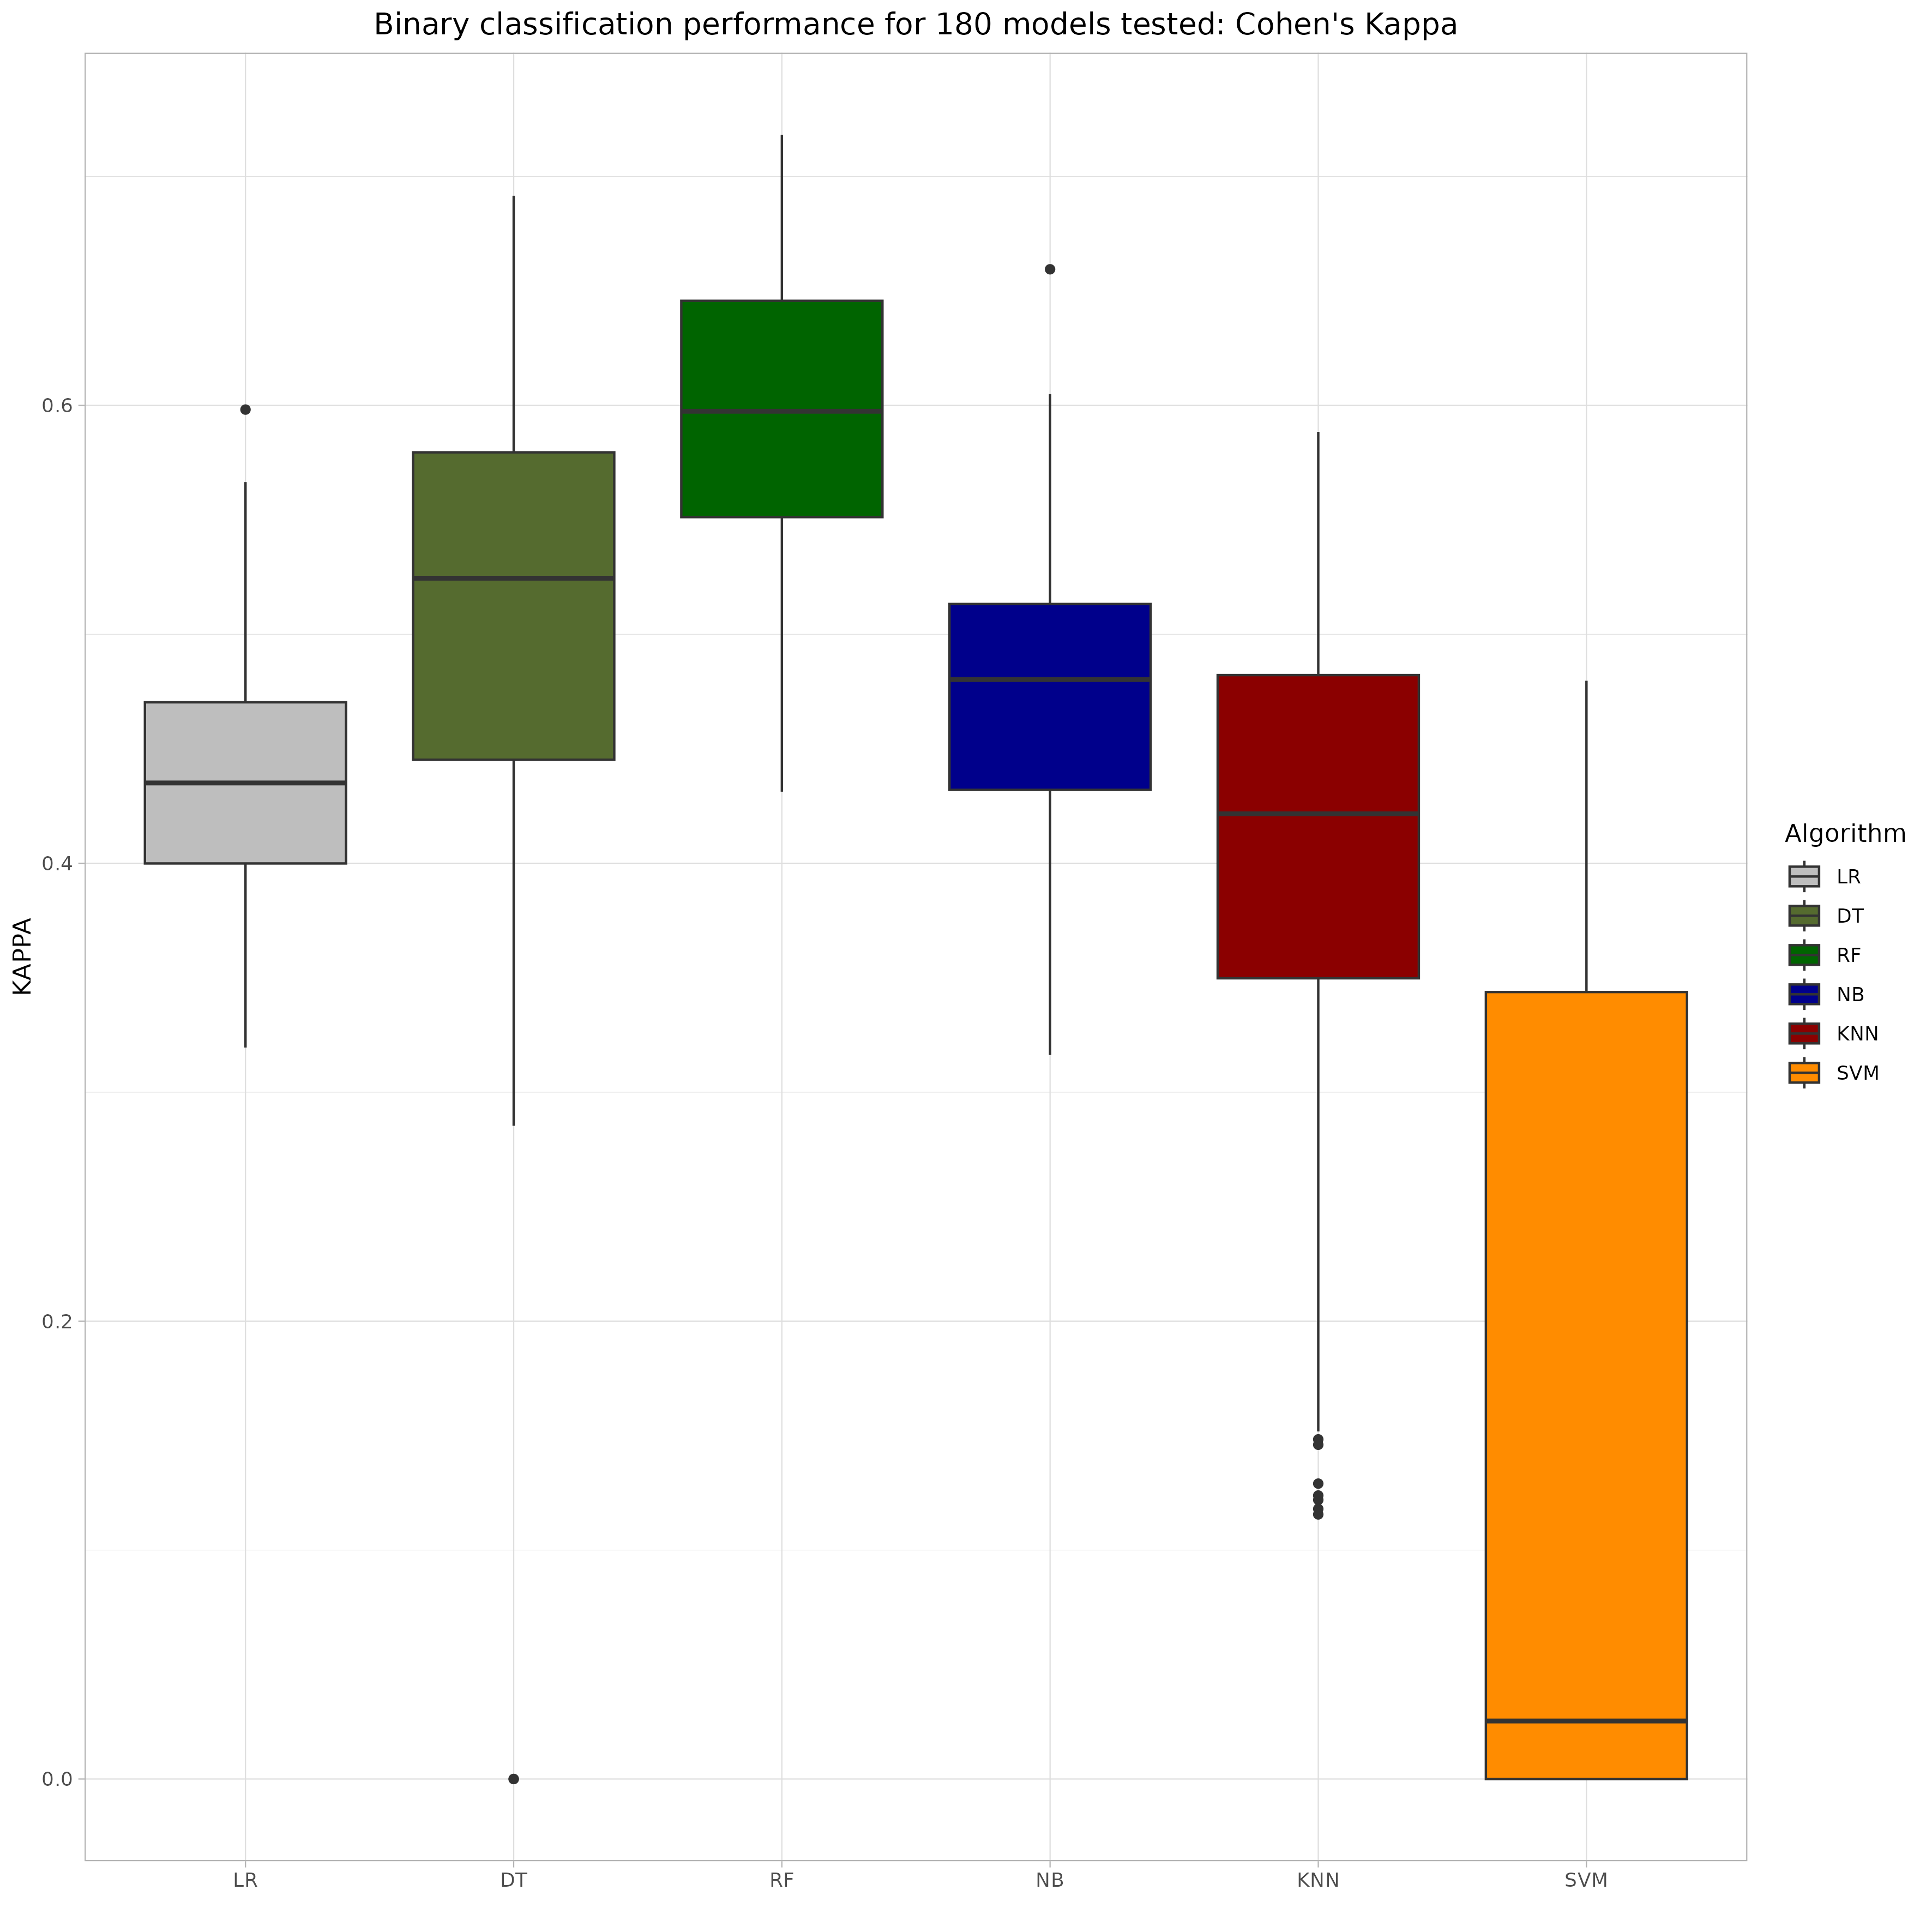 Binary classification performance for 180 models tested: Cohen's Kappa
KAPPA
0.6
0.4
0.2
0.0
LR
DT
RF
NB
KNN
SVM
Algorithm
LR
DT
RF
NB
KNN
SVM